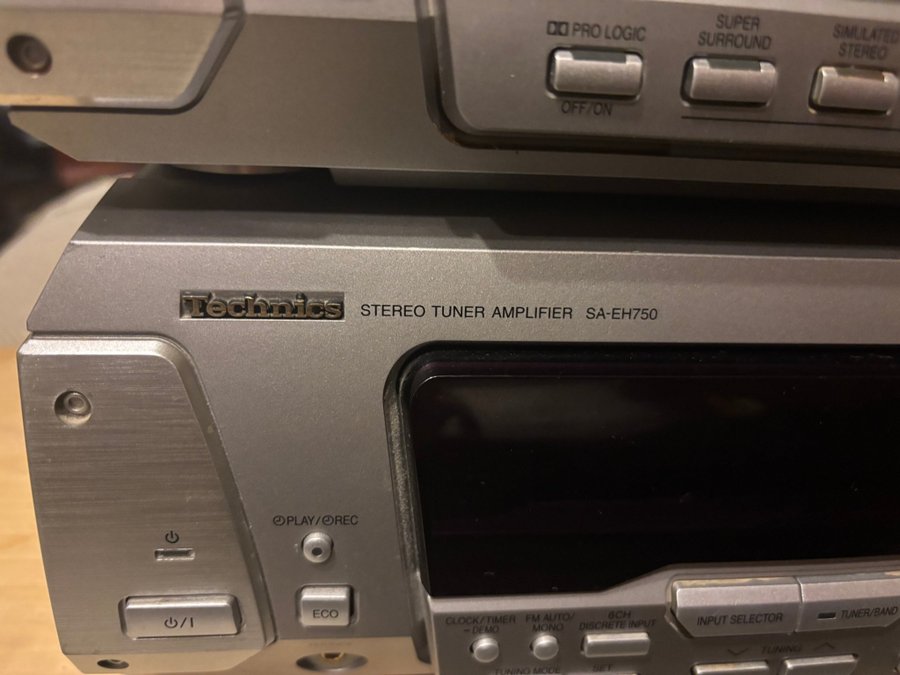 PRO LOGIC
OFF/ON
SUPER
SURROUND
SIMULATED
STEREO
Technics STEREO TUNER AMPLIFIER SA-EH750
PLAY/ REC
ECO
/I
CLOCK/TIMER
–DEMO
FM AUTO/
MONO
6CH
DISCRETE INPUT
INPUT SELECTOR
TUNER/BAND
TUNING MODE
SET
TUNING